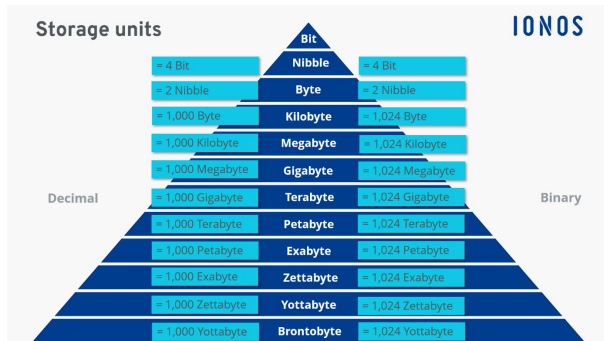 Storage units
IONOS
Bit
= 4 Bit Nibble = 4 Bit
= 2 Nibble Byte = 2 Nibble
= 1,000 Byte Kilobyte = 1,024 Byte
= 1,000 Kilobyte Megabyte = 1,024 Kilobyte
= 1,000 Megabyte Gigabyte = 1,024 Megabyte
Decimal = 1,000 Gigabyte Terabyte = 1,024 Gigabyte Binary
= 1,000 Terabyte Petabyte = 1,024 Terabyte
= 1,000 Petabyte Exabyte = 1,024 Petabyte
= 1,000 Exabyte Zettabyte = 1,024 Exabyte
= 1,000 Zettabyte Yottabyte = 1,024 Zettabyte
= 1,000 Yottabyte Brontobyte = 1,024 Yottabyte